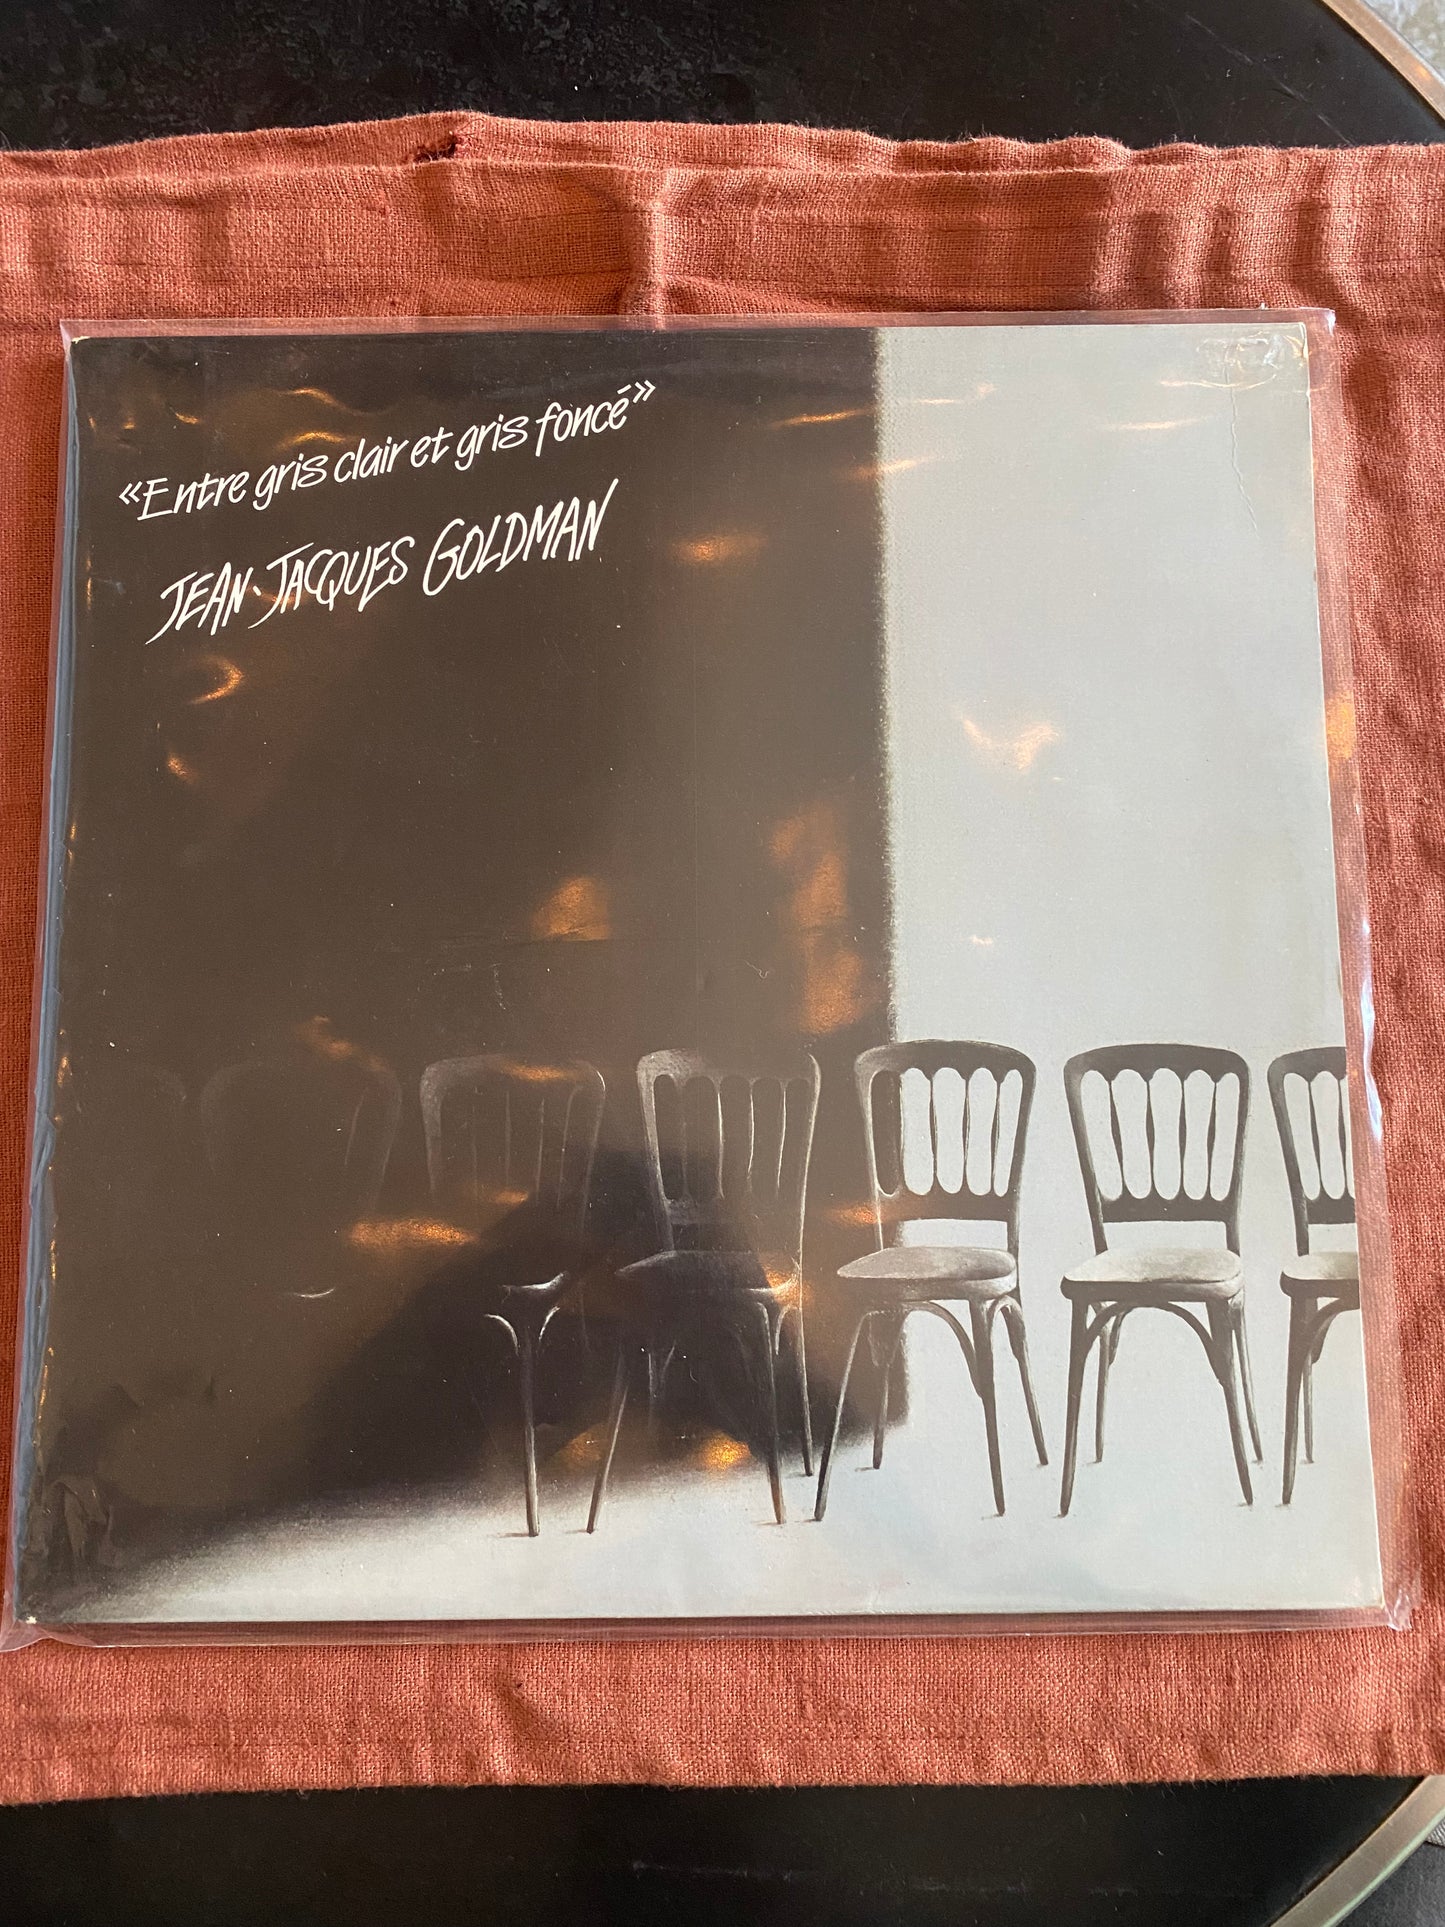 «Entre gris clair et gris foncé»
JEAN-JACQUES GOLDMAN